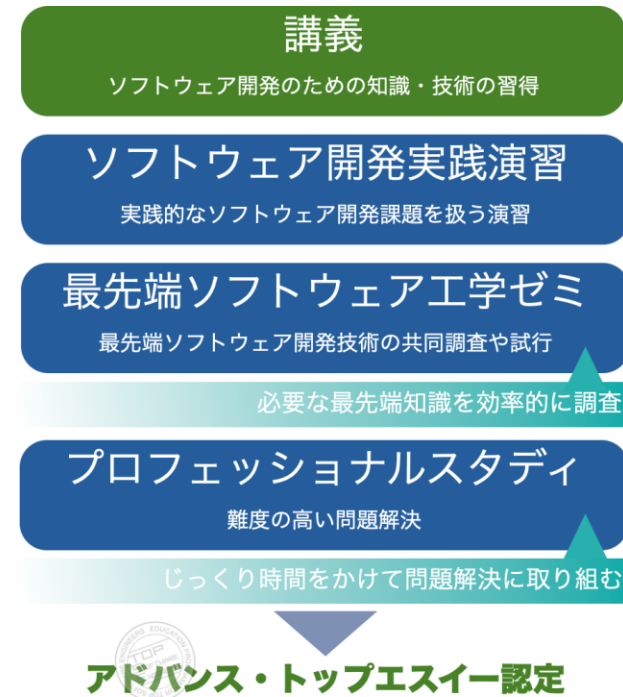 講義
ソフトウェア開発のための知識・技術の習得
ソフトウェア開発実践演習
実践的なソフトウェア開発課題を扱う演習
最先端ソフトウェア工学ゼミ
最先端ソフトウェア開発技術の共同調査や試行
必要な最先端知識を効率的に調査
プロフェッショナルスタディ
難度の高い問題解決
じっくり時間をかけて問題解決に取り組む
TOP
アドバンス・トップエスイー認定